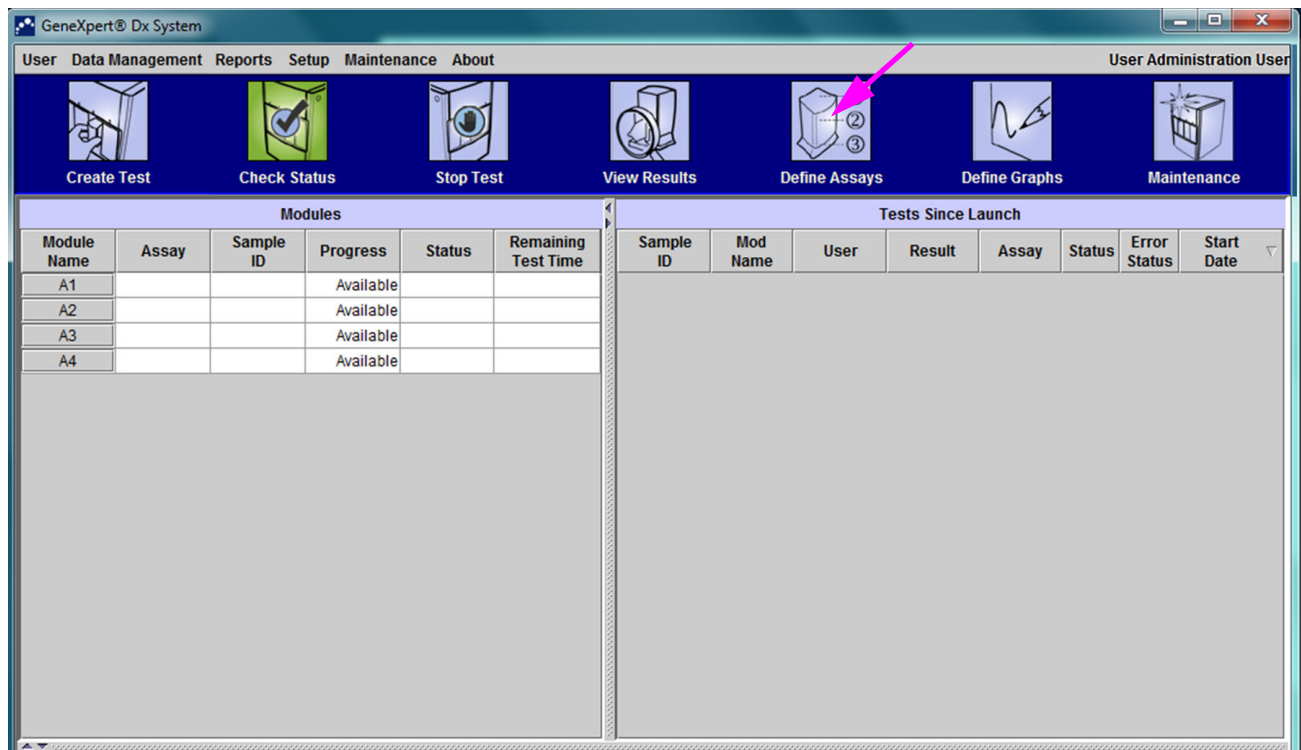 GeneXpert® Dx System
User Data Management Reports Setup Maintenance About User Administration User
② 
③
Create Test Check Status Stop Test View Results Define Assays Define Graphs Maintenance
Modules
Module Name Assay Sample ID Progress Status Remaining Test Time
A1 Available
A2 Available
A3 Available
A4 Available
Tests Since Launch
Sample ID Mod Name User Result Assay Status Error Status Start Date